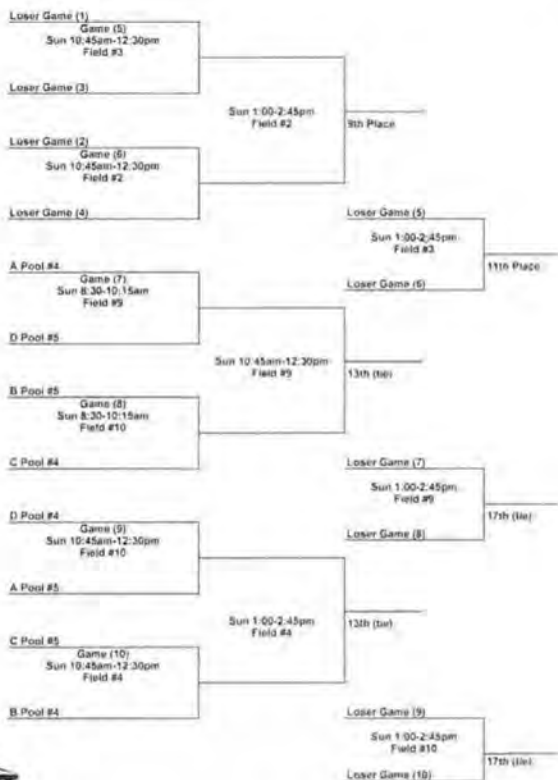 Loser Game (1)
Game (5)
Sun 10:45am-12:30pm
Field #3
Loser Game (3)
Sun 1:00-2:45pm
Field #2
9th Place
Loser Game (2)
Game (6)
Sun 10:45am-12:30pm
Field #2
Loser Game (4)
Loser Game (5)
Sun 1:00-2:45pm
Field #3
11th Place
Loser Game (6)
A Pool #4
Game (7)
Sun 8:30-10:15am
Field #9
D Pool #5
Sun 10:45am-12:30pm
Field #9
13th (tie)
B Pool #5
Game (8)
Sun 8:30-10:15am
Field #10
C Pool #4
Loser Game (7)
Sun 1:00-2:45pm
Field #9
17th (tie)
Loser Game (8)
D Pool #4
Game (9)
Sun 10:45am-12:30pm
Field #10
A Pool #5
Sun 1:00-2:45pm
Field #4
13th (tie)
C Pool #5
Game (10)
Sun 10:45am-12:30pm
Field #4
B Pool #4
Loser Game (9)
Sun 1:00-2:45pm
Field #10
17th (tie)
Loser Game (10)